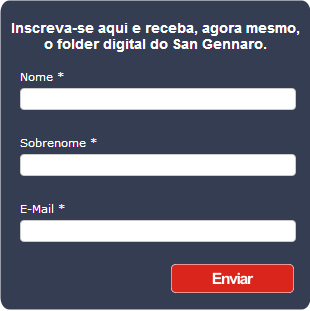 Inscreva-se aqui e receba, agora mesmo,
o folder digital do San Gennaro.
Nome *
Sobrenome *
E-Mail *
Enviar